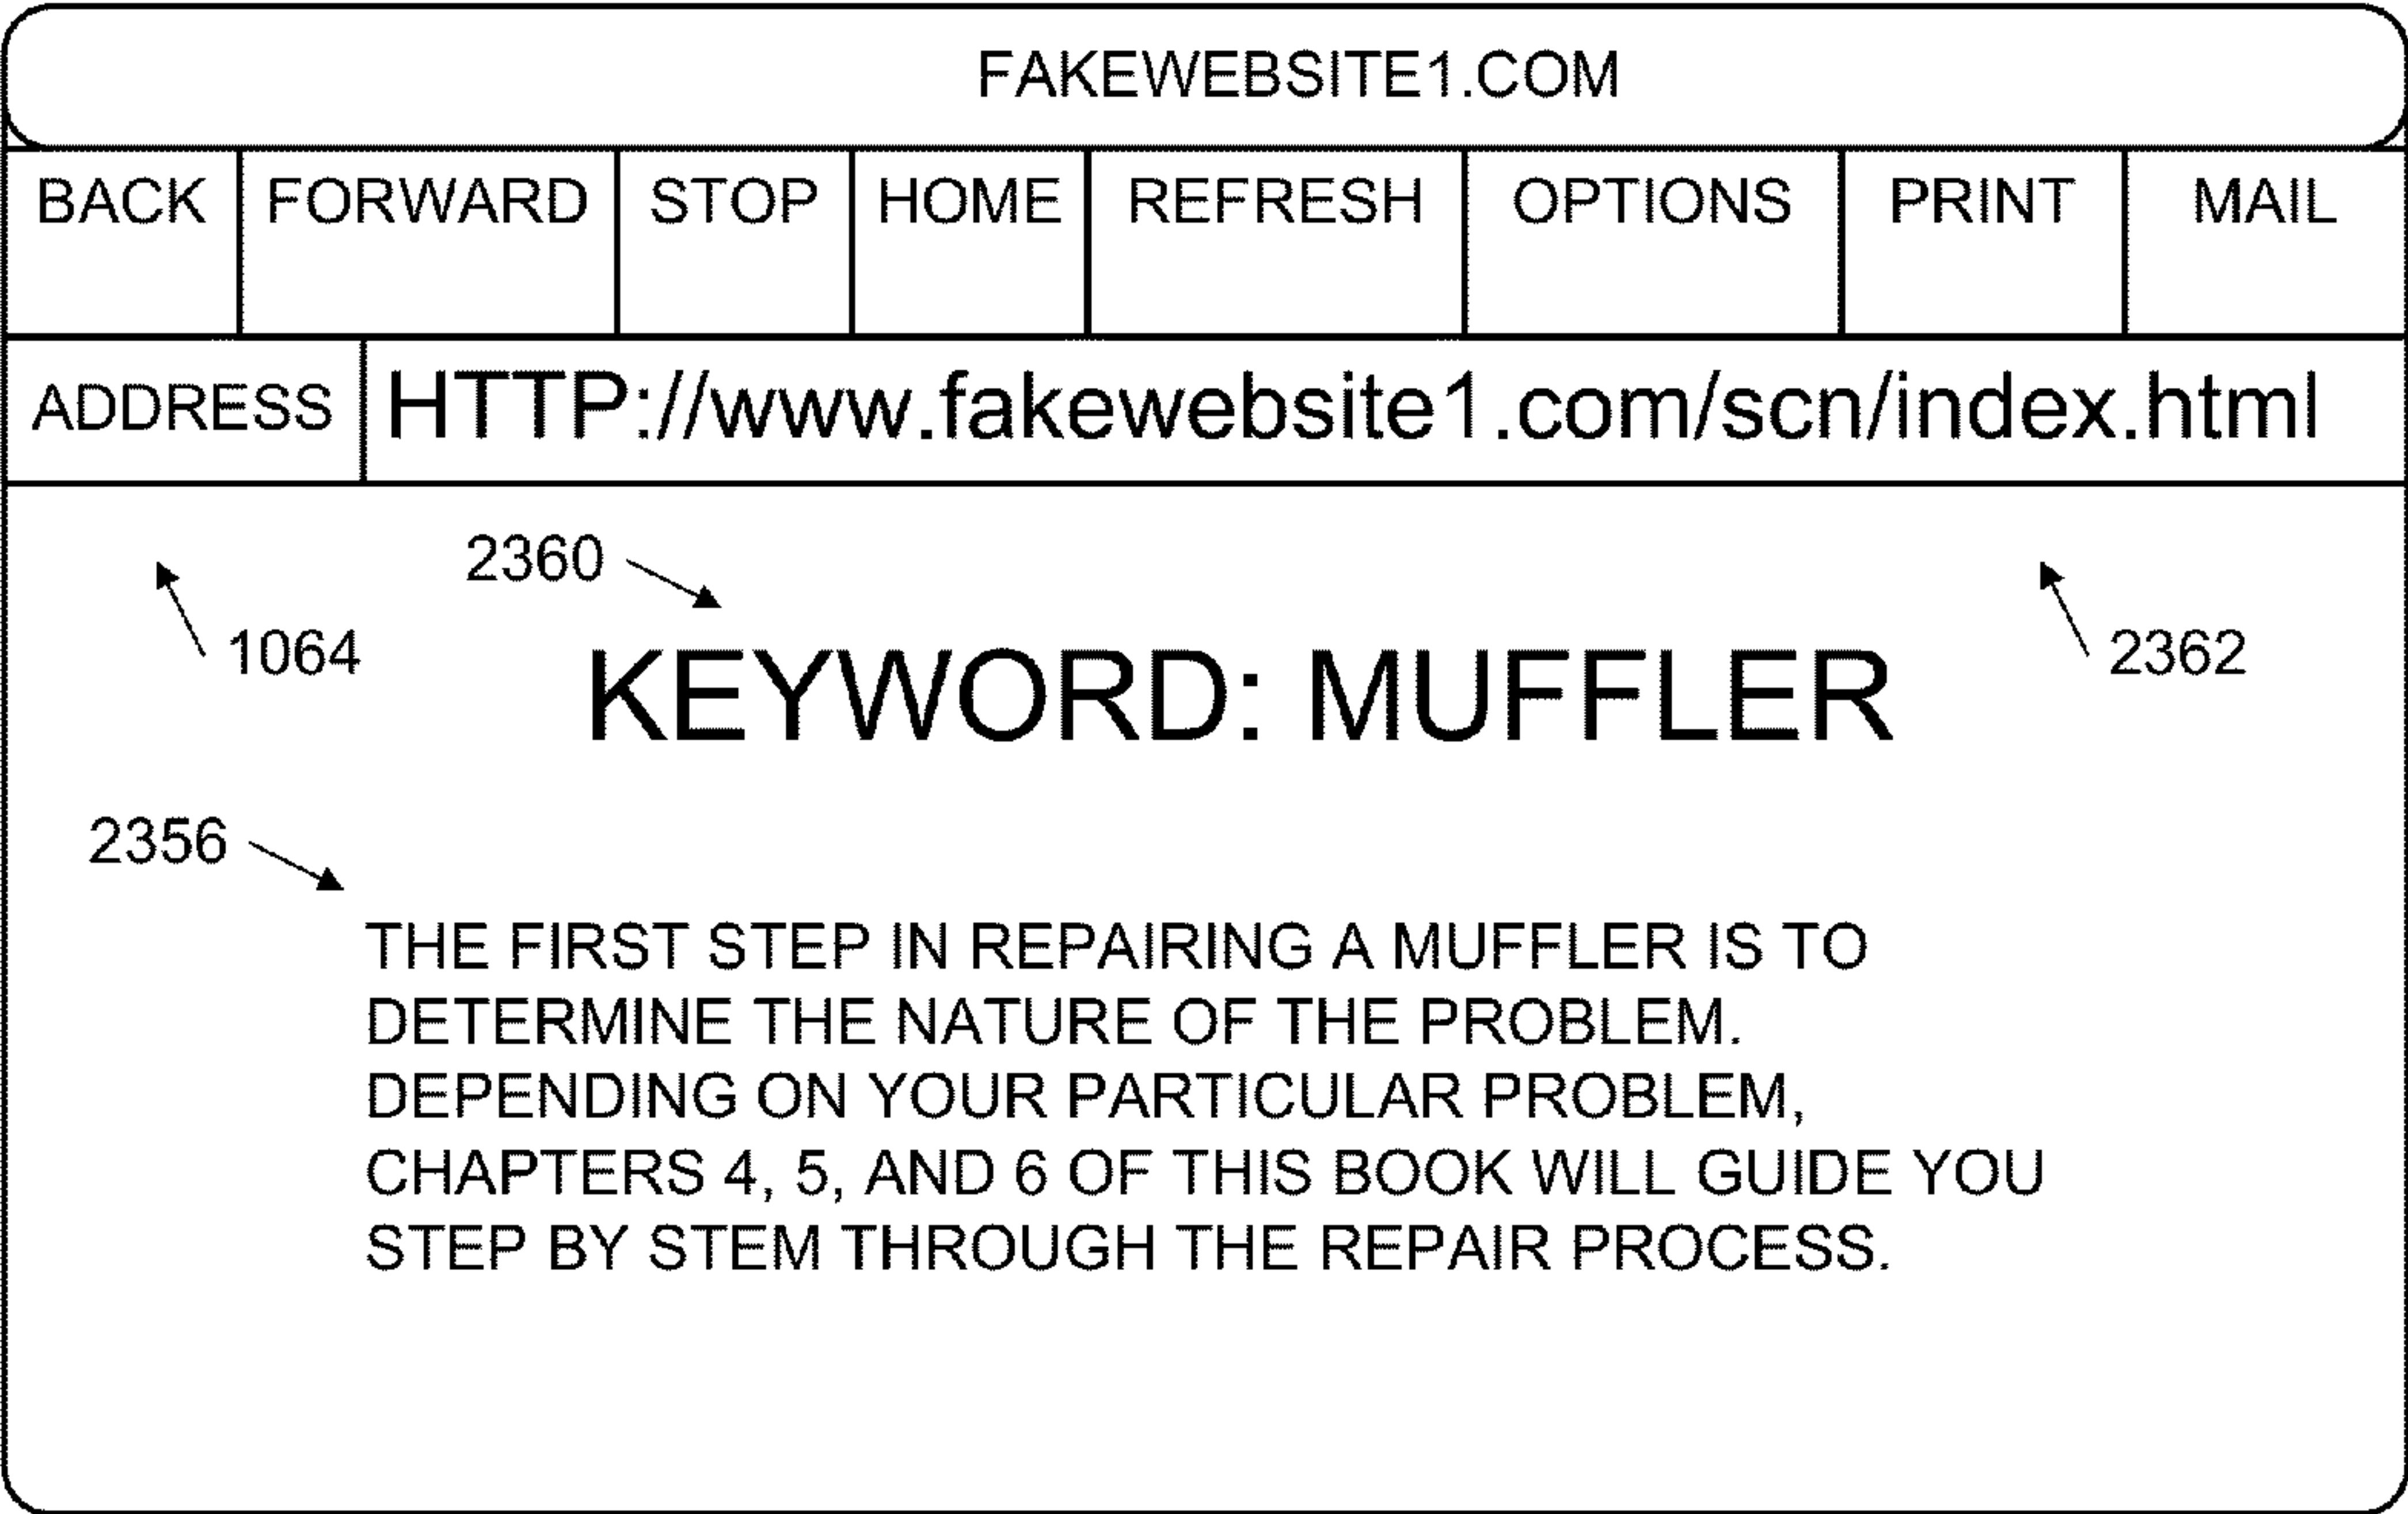 FAKEWEBSITE1.COM
BACK FORWARD STOP HOME REFRESH OPTIONS PRINT MAIL
ADDRESS HTTP://www.fakewebsite1.com/scn/index.html
2360
1064 2362
KEYWORD: MUFFLER
2356
THE FIRST STEP IN REPAIRING A MUFFLER IS TO
DETERMINE THE NATURE OF THE PROBLEM.
DEPENDING ON YOUR PARTICULAR PROBLEM,
CHAPTERS 4, 5, AND 6 OF THIS BOOK WILL GUIDE YOU
STEP BY STEM THROUGH THE REPAIR PROCESS.